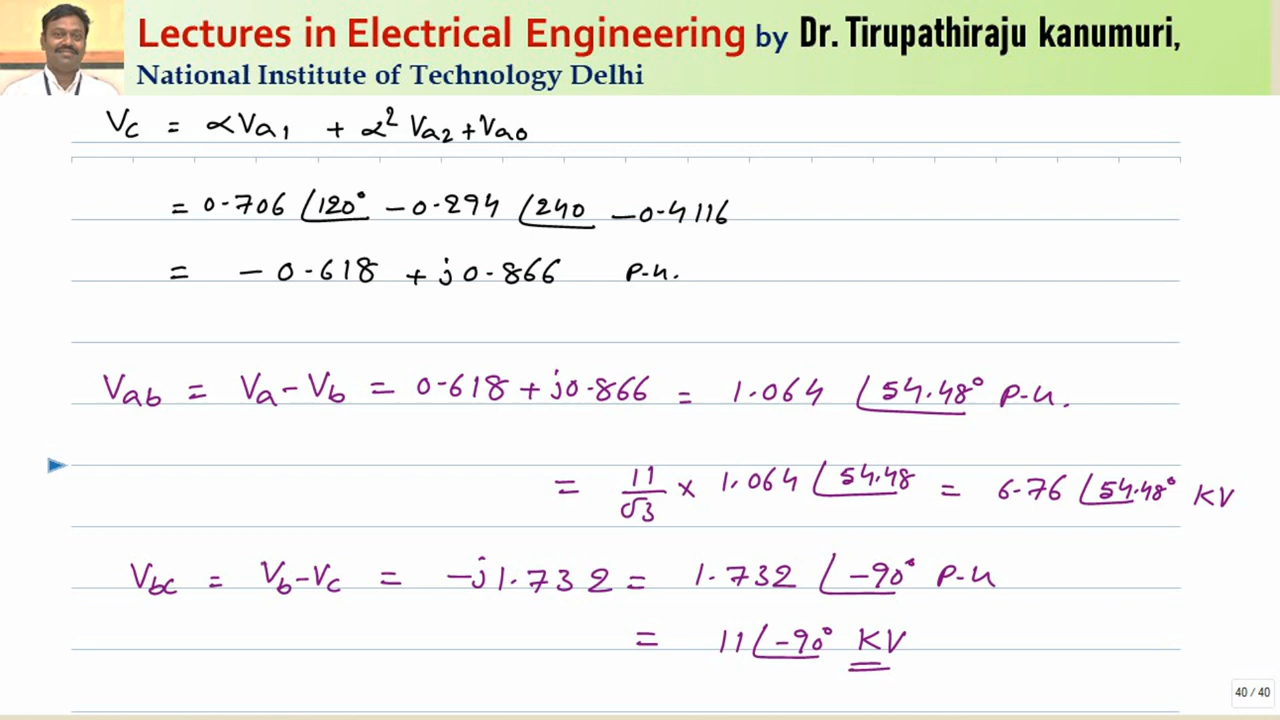 Lectures in Electrical Engineering by Dr. Tirupathiraju kanumuri,
National Institute of Technology Delhi
Vc = αVa1 + α² Va2 + Va0
= 0.706 ∠120° − 0.294 ∠240 − 0.4116
= − 0.618 + j0.866 p.u.
Vab = Va − Vb = 0.618 + j0.866 = 1.064 ∠54.48° p.u.
= 11/√3 × 1.064 ∠54.48 = 6.76 ∠54.48° KV
Vbc = Vb − Vc = −j1.732 = 1.732 ∠−90° p.u
= 11∠−90° KV
40 / 40